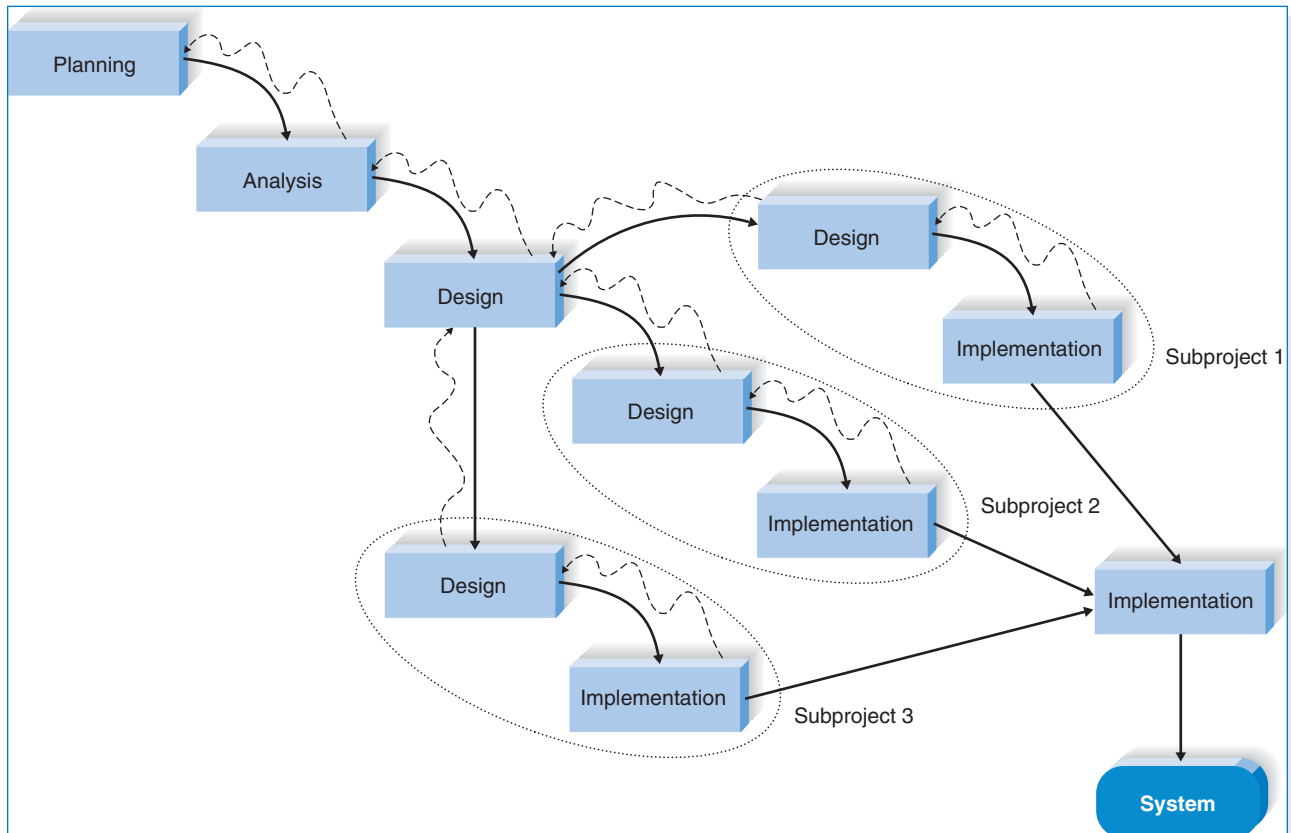 Planning
Analysis
Design
Design
Implementation
Subproject 1
Design
Implementation
Subproject 2
Design
Implementation
Subproject 3
Implementation
System